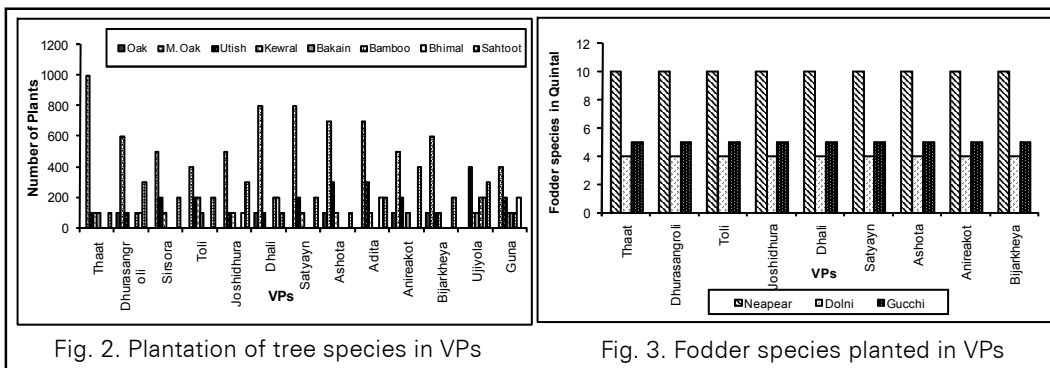 Oak M. Oak Utish Kewral Bakain Bamboo Bhimal Sahtoot
Number of Plants
1200
1000
800
600
400
200
0
Thaat
Dhurasangr
oli
Sirsora
Toli
Joshidhura
Dhali
Satyayn
Ashota
Adita
Anireakot
Bijarkheya
Ujiyola
Guna
VPs
Fig. 2. Plantation of tree species in VPs
Fodder species in Quintal
12
10
8
6
4
2
0
Thaat
Dhurasangroli
Toli
Joshidhura
Dhali
Satyayn
Ashota
Anireakot
Bijarkheya
VPs
Neapear Dolni Gucchi
Fig. 3. Fodder species planted in VPs